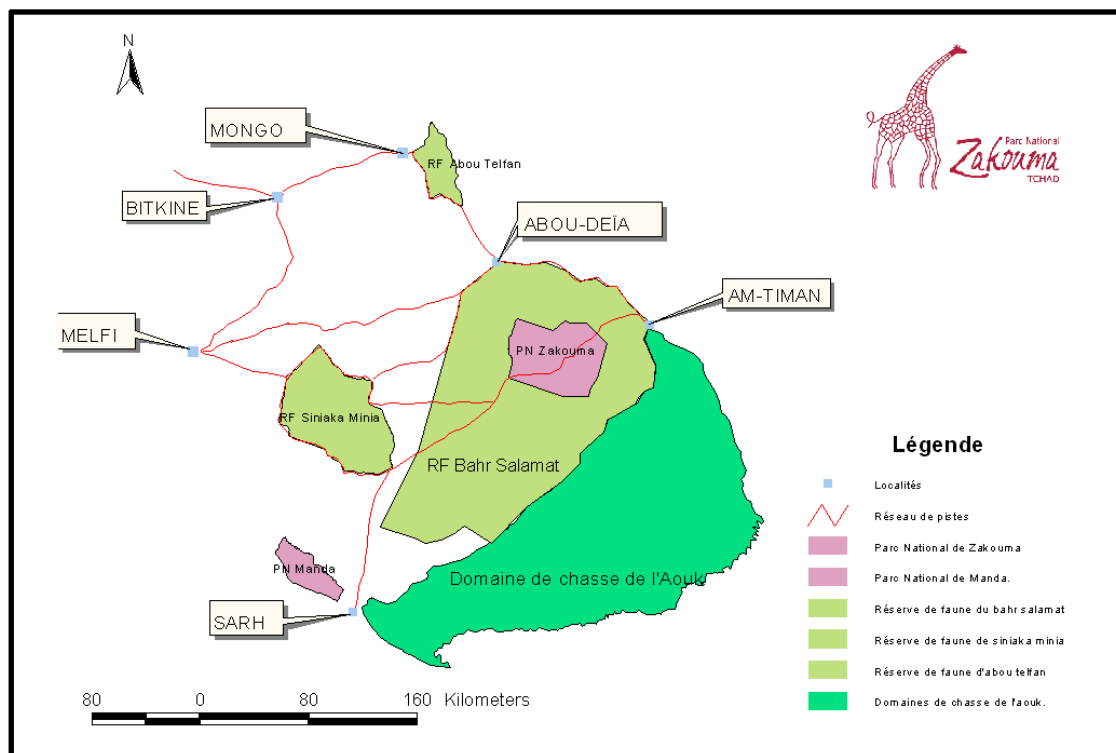 N
MONGO
RF Abou Telfan
BITKINE
ABOU-DEÏA
AM-TIMAN
MELFI
PN Zakouma
RF Siniaka Minia
RF Bahr Salamat
PN Manda
Domaine de chasse de l'Aouk
SARH
80 0 80 160 Kilometers
Parc National
Zakouma
TCHAD
Légende
Localités
Réseau de pistes
Parc National de Zakouma
Parc National de Manda.
Réserve de faune du bahr salamat
Réserve de faune de siniaka minia
Réserve de faune d'abou telfan
Domaines de chasse de l'aouk.